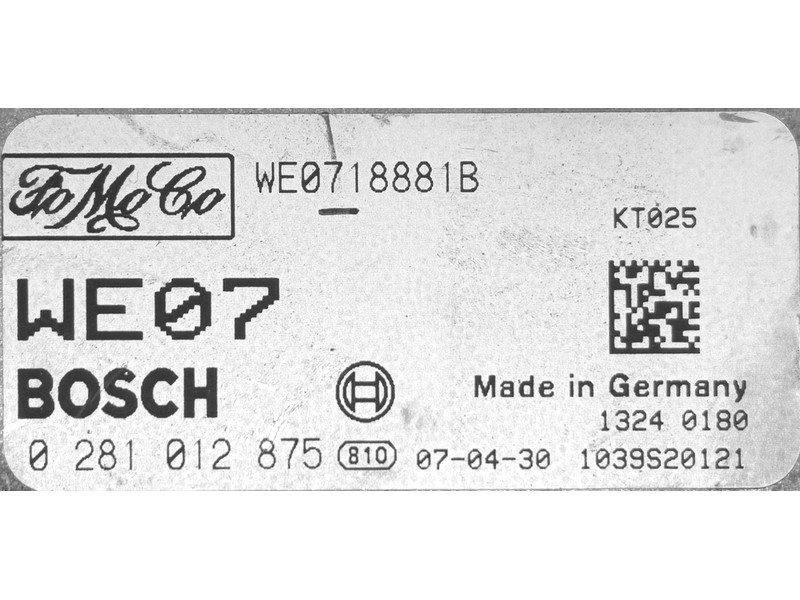 FoMoCo WE0718881B
KT025
WE07
BOSCH
Made in Germany
1324 0180
0 281 012 875 810 07-04-30 1039S20121